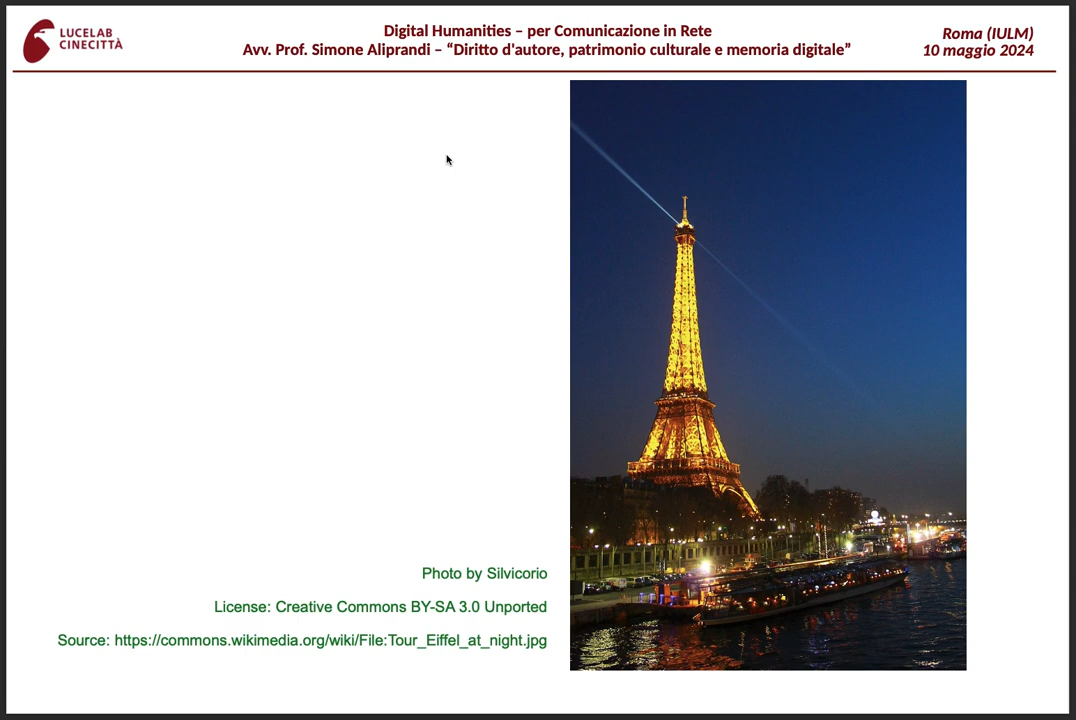 LUCELAB
CINECITTÀ
Digital Humanities – per Comunicazione in Rete
Avv. Prof. Simone Aliprandi – “Diritto d'autore, patrimonio culturale e memoria digitale”
Roma (IULM)
10 maggio 2024
Photo by Silvicorio
License: Creative Commons BY-SA 3.0 Unported
Source: https://commons.wikimedia.org/wiki/File:Tour_Eiffel_at_night.jpg